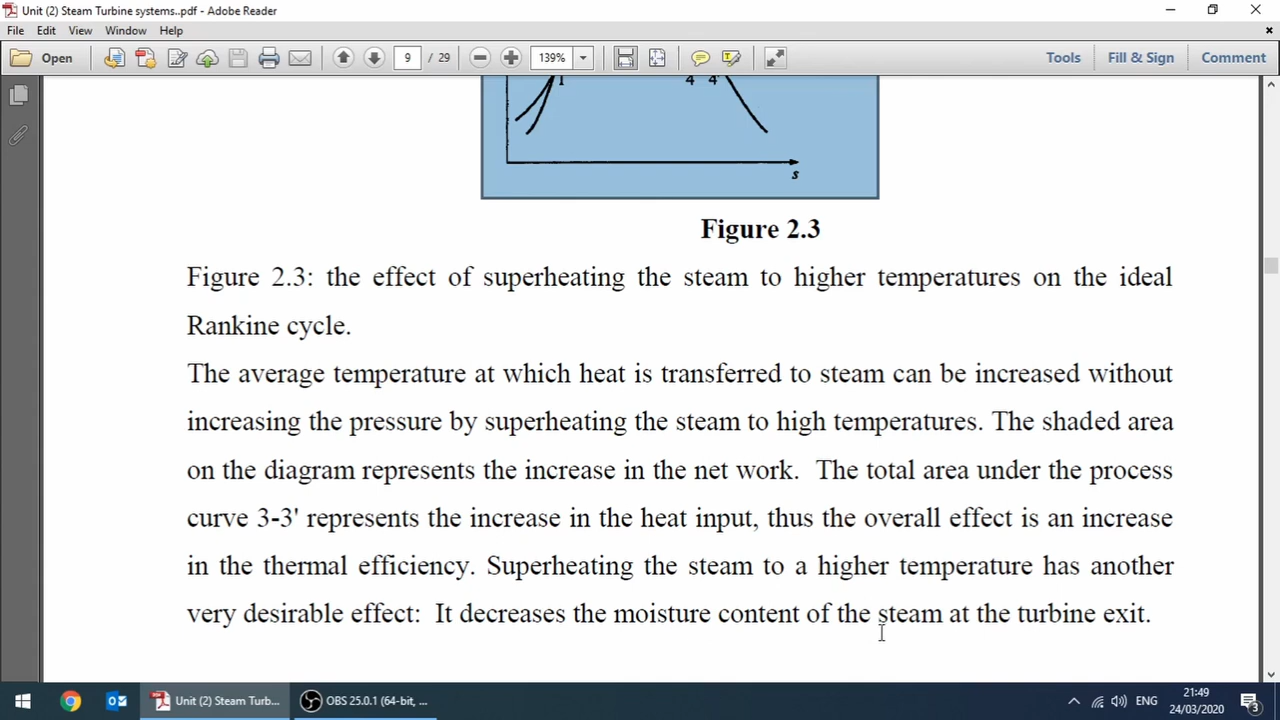 Unit (2) Steam Turbine systems..pdf - Adobe Reader
File Edit View Window Help
Open 9 / 29 139% Tools Fill & Sign Comment
1 4 4'
s
Figure 2.3
Figure 2.3: the effect of superheating the steam to higher temperatures on the ideal
Rankine cycle.
The average temperature at which heat is transferred to steam can be increased without
increasing the pressure by superheating the steam to high temperatures. The shaded area
on the diagram represents the increase in the net work. The total area under the process
curve 3-3' represents the increase in the heat input, thus the overall effect is an increase
in the thermal efficiency. Superheating the steam to a higher temperature has another
very desirable effect: It decreases the moisture content of the steam at the turbine exit.
Unit (2) Steam Turb... OBS 25.0.1 (64-bit, ... ENG 21:49
24/03/2020 3